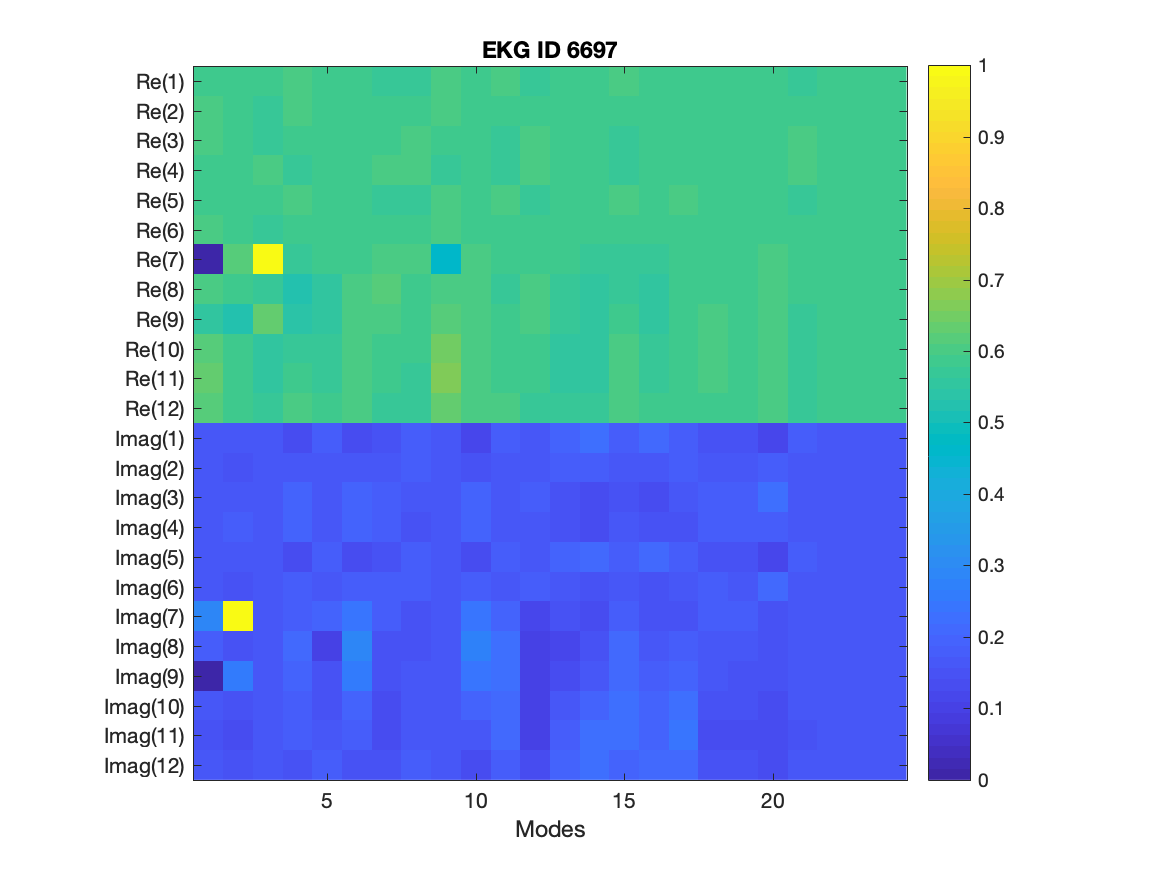 EKG ID 6697
Re(1)
Re(2)
Re(3)
Re(4)
Re(5)
Re(6)
Re(7)
Re(8)
Re(9)
Re(10)
Re(11)
Re(12)
Imag(1)
Imag(2)
Imag(3)
Imag(4)
Imag(5)
Imag(6)
Imag(7)
Imag(8)
Imag(9)
Imag(10)
Imag(11)
Imag(12)
5 10 15 20
Modes
1
0.9
0.8
0.7
0.6
0.5
0.4
0.3
0.2
0.1
0